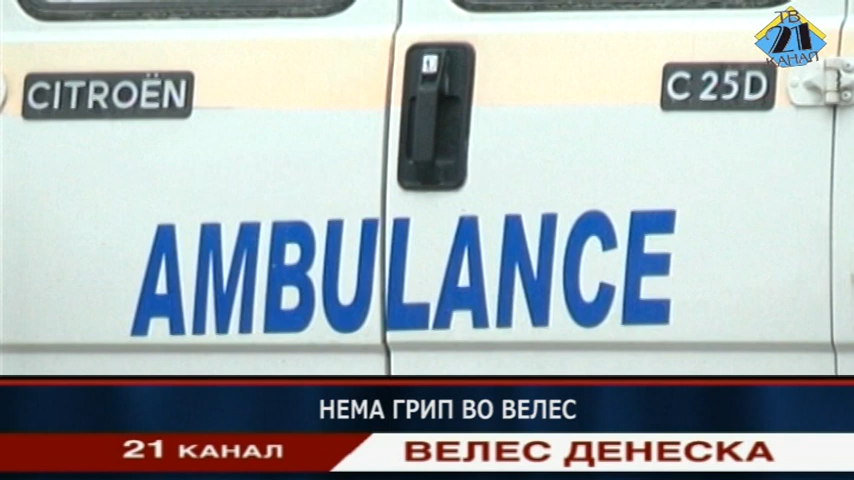 ТВ
21
КАНАЛ
CITROËN
C 25D
AMBULANCE
НЕМА ГРИП ВО ВЕЛЕС
21 КАНАЛ
ВЕЛЕС ДЕНЕСКА